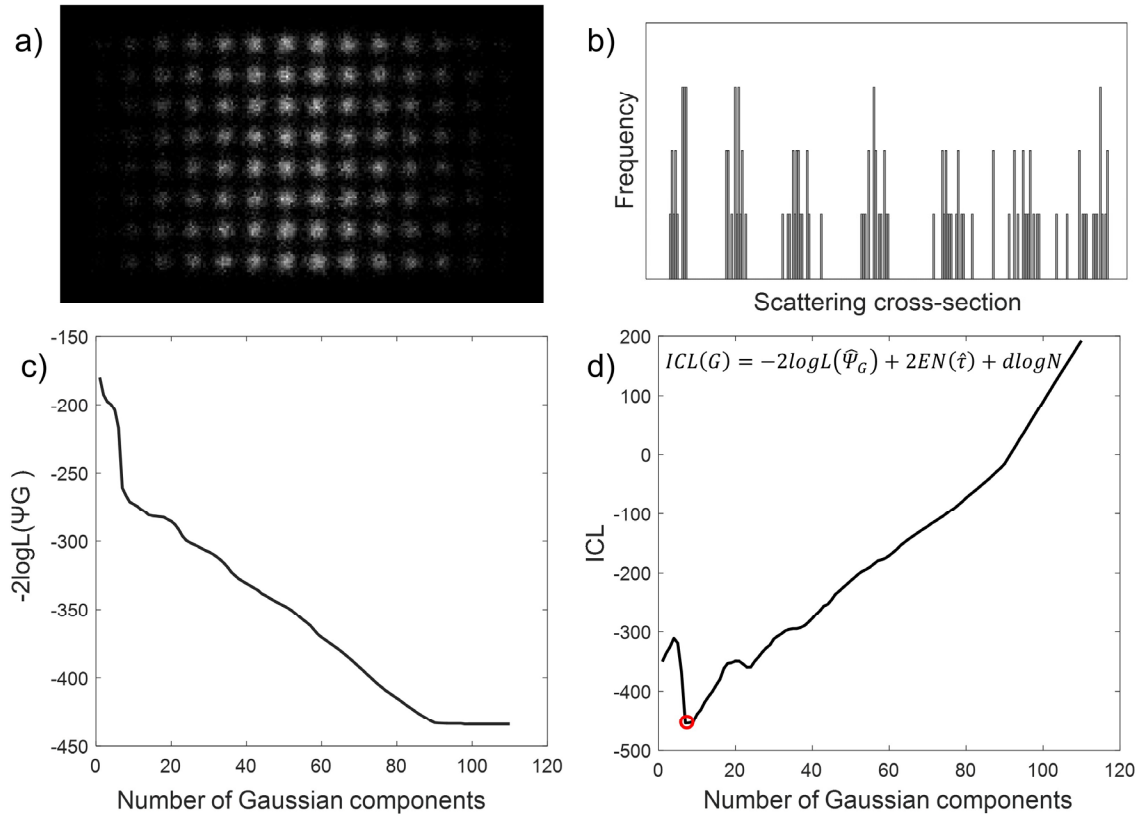 a)
b)
Frequency
Scattering cross-section
c)
-150
-200
-250
-300
-350
-400
-450
0 20 40 60 80 100 120
-2logL(ΨG )
Number of Gaussian components
d)
ICL(G) = −2logL(Ψ̂_G) + 2EN(τ̂) + dlogN
200
100
0
-100
-200
-300
-400
-500
0 20 40 60 80 100 120
ICL
Number of Gaussian components